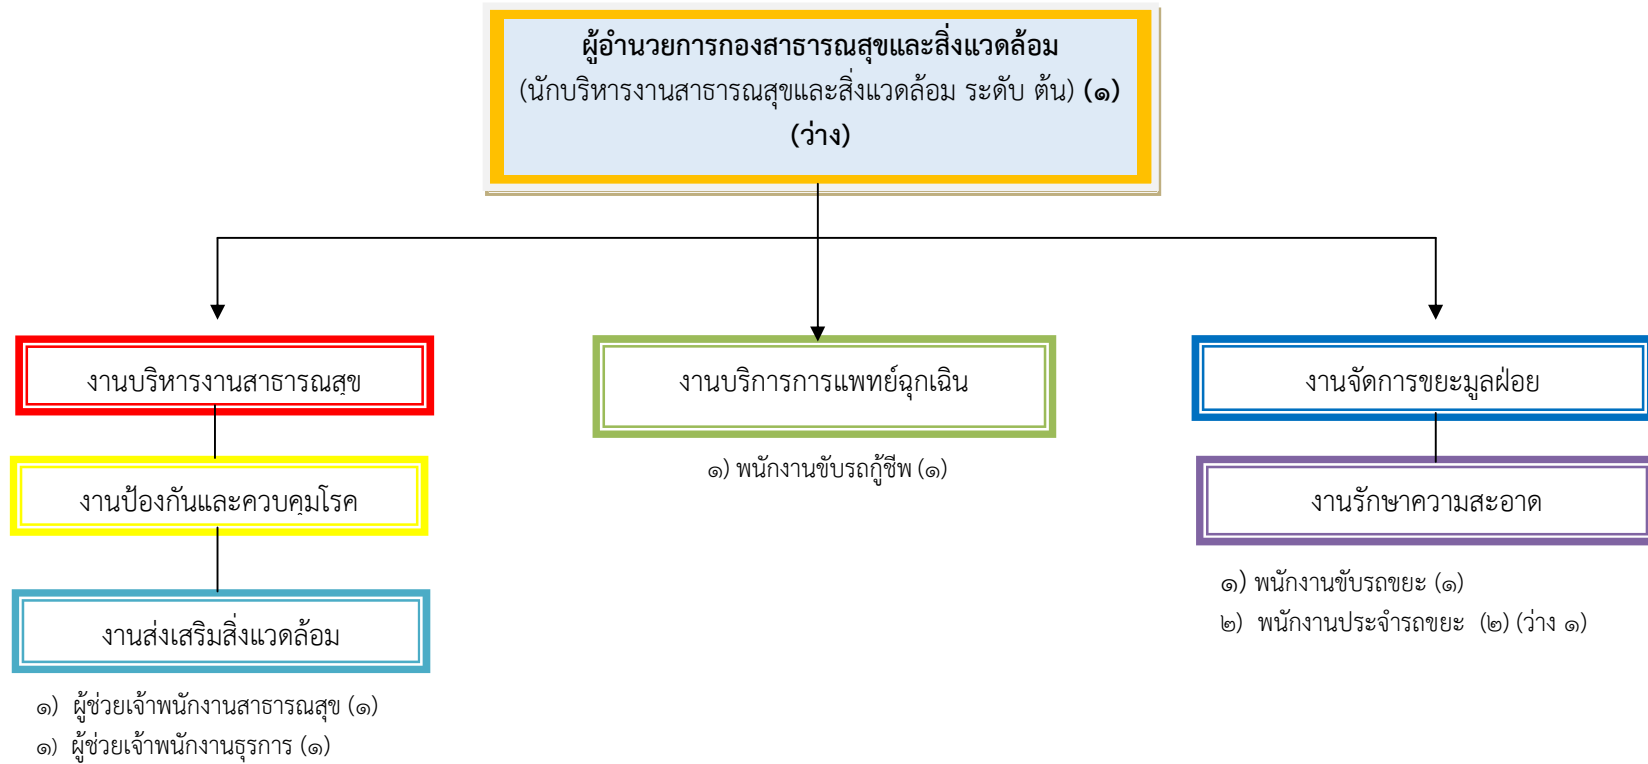 ผู้อำนวยการกองสาธารณสุขและสิ่งแวดล้อม
(นักบริหารงานสาธารณสุขและสิ่งแวดล้อม ระดับ ต้น) (๑)
(ว่าง)
งานบริหารงานสาธารณสุข
งานป้องกันและควบคุมโรค
งานส่งเสริมสิ่งแวดล้อม
๑) ผู้ช่วยเจ้าพนักงานสาธารณสุข (๑)
๑) ผู้ช่วยเจ้าพนักงานธุรการ (๑)
งานบริการการแพทย์ฉุกเฉิน
๑) พนักงานขับรถกู้ชีพ (๑)
งานจัดการขยะมูลฝอย
งานรักษาความสะอาด
๑) พนักงานขับรถขยะ (๑)
๒) พนักงานประจำรถขยะ (๒) (ว่าง ๑)